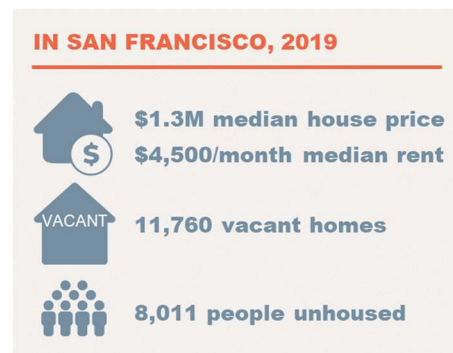 IN SAN FRANCISCO, 2019
$1.3M median house price
$
$4,500/month median rent
VACANT
11,760 vacant homes
8,011 people unhoused